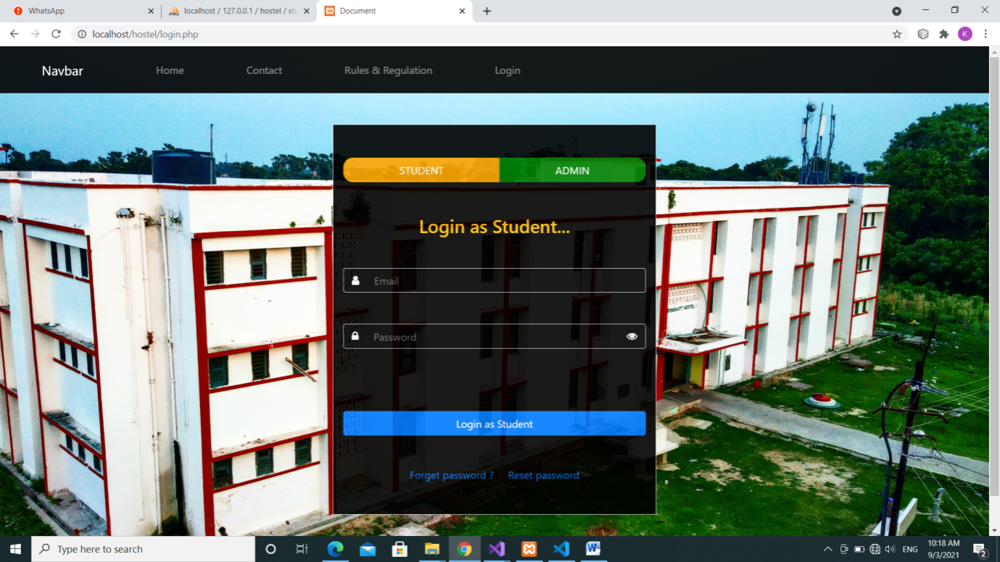 WhatsApp
localhost / 127.0.0.1 / hostel / stu
Document
localhost/hostel/login.php
K
Navbar Home Contact Rules & Regulation Login
STUDENT ADMIN
Login as Student...
Email
Password
Login as Student
Forget password ? Reset password
Type here to search
ENG
10:18 AM
9/3/2021
2